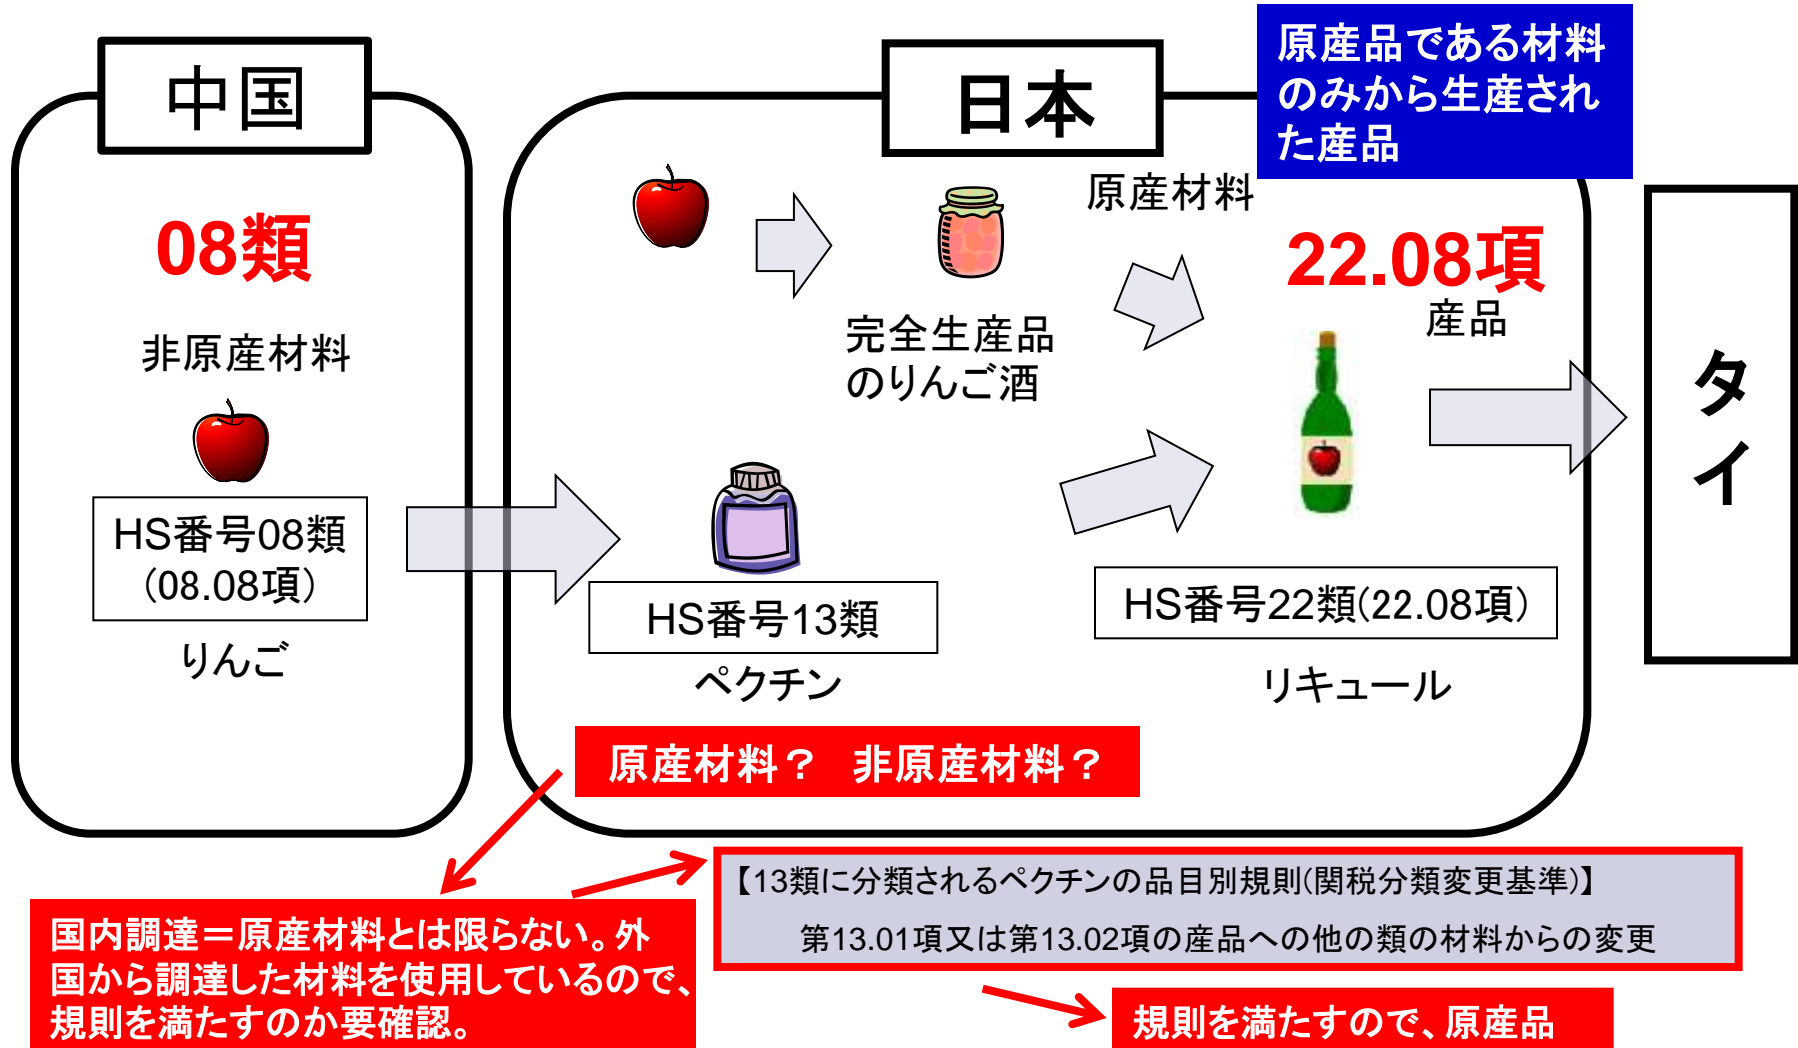 中国
08類
非原産材料
HS番号08類
(08.08項)
りんご
日本
原産品である材料
のみから生産され
た産品
原産材料
完全生産品
のりんご酒
22.08項
産品
HS番号13類
ペクチン
HS番号22類(22.08項)
リキュール
タイ
原産材料？ 非原産材料？
国内調達＝原産材料とは限らない。外
国から調達した材料を使用しているので、
規則を満たすのか要確認。
【13類に分類されるペクチンの品目別規則(関税分類変更基準)】
第13.01項又は第13.02項の産品への他の類の材料からの変更
規則を満たすので、原産品